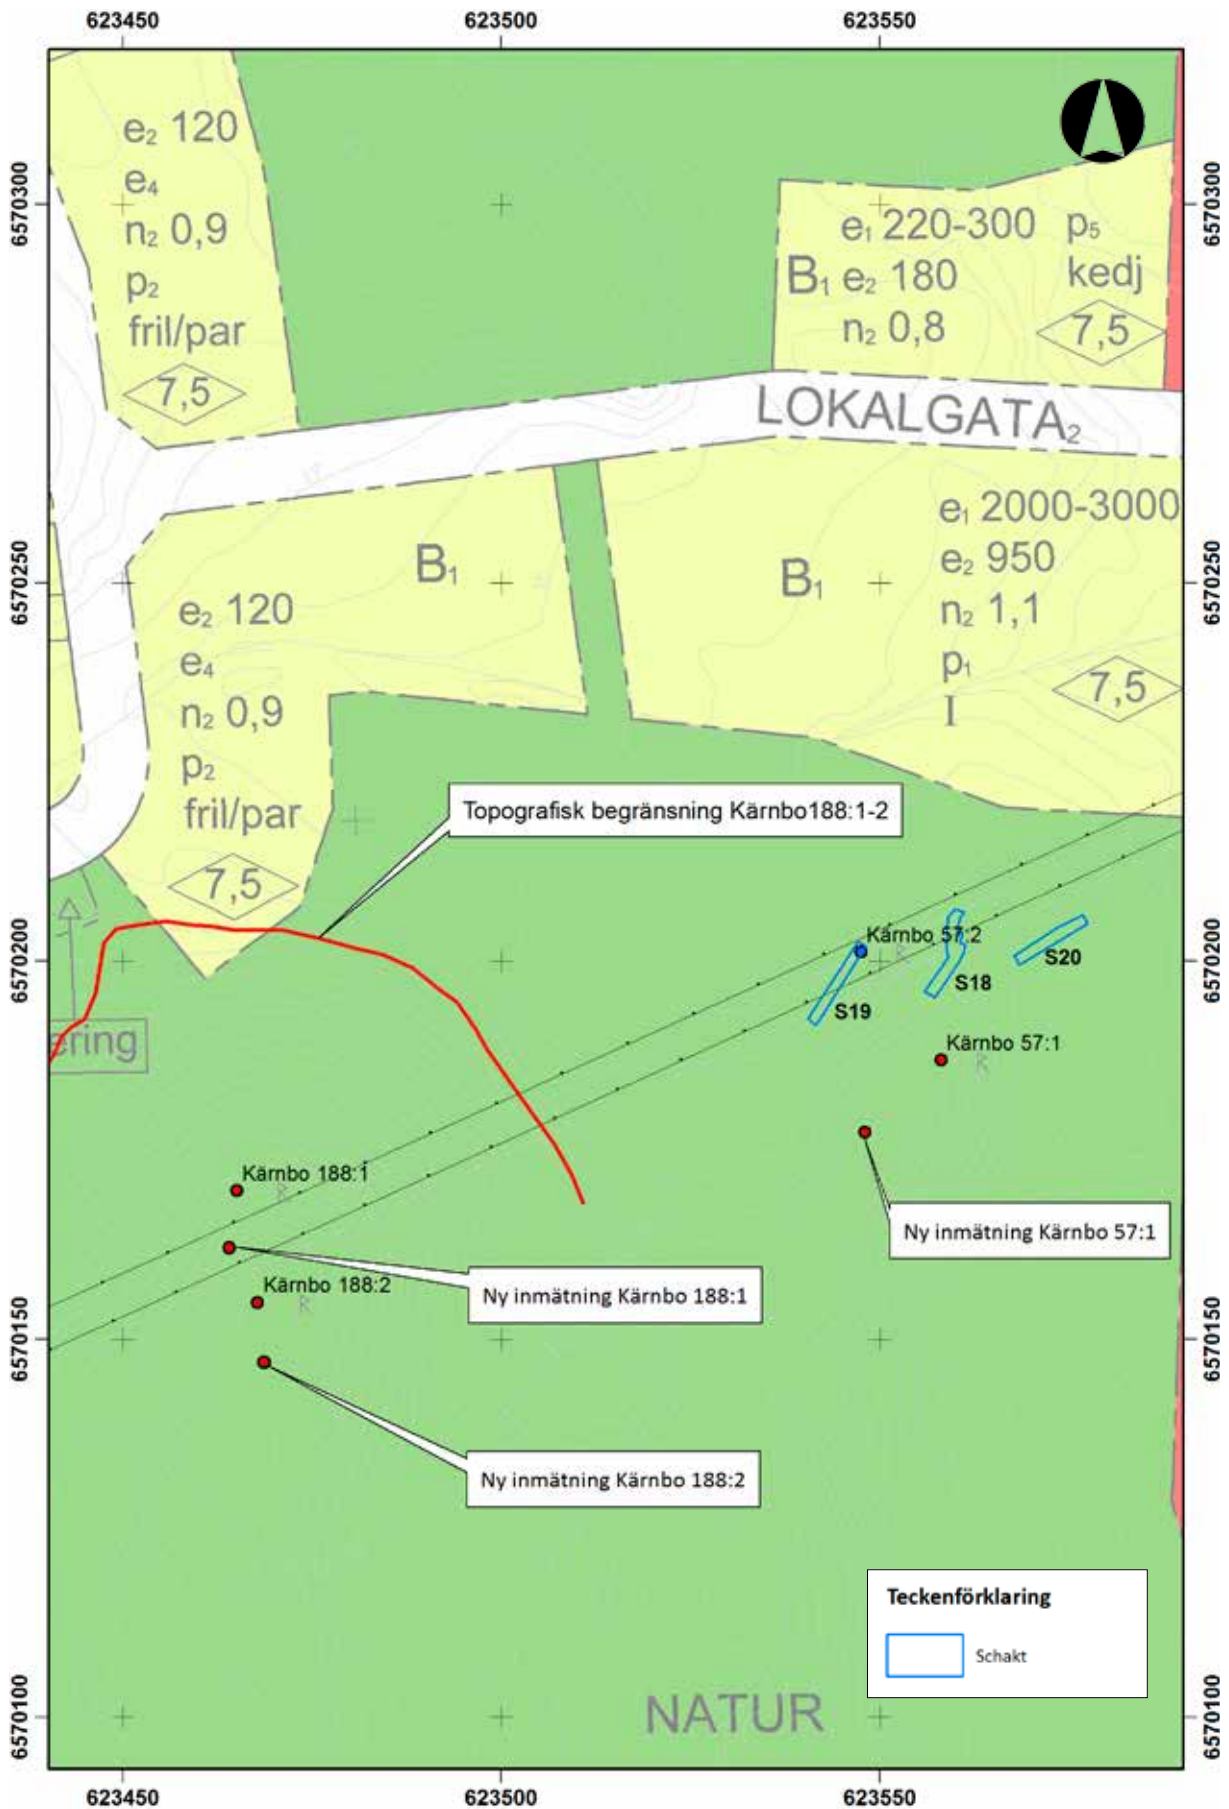 623450
623500
623550
6570300
6570300
e₂ 120
e₄
n₂ 0,9
p₂
fril/par
7,5
e₁ 220-300 p₅
B₁ e₂ 180 kedj
n₂ 0,8 7,5
LOKALGATA₂
6570250
6570250
B₁
B₁
e₁ 2000-3000
e₂ 950
n₂ 1,1
p₁
I
7,5
e₂ 120
e₄
n₂ 0,9
p₂
fril/par
7,5
Topografisk begränsning Kärnbo188:1-2
6570200
6570200
Kärnbo 57:2
R
S19
S18
S20
ering
Kärnbo 57:1
R
Kärnbo 188:1
R
Ny inmätning Kärnbo 57:1
Kärnbo 188:2
R
Ny inmätning Kärnbo 188:1
6570150
6570150
Ny inmätning Kärnbo 188:2
Teckenförklaring
Schakt
NATUR
6570100
6570100
623450
623500
623550